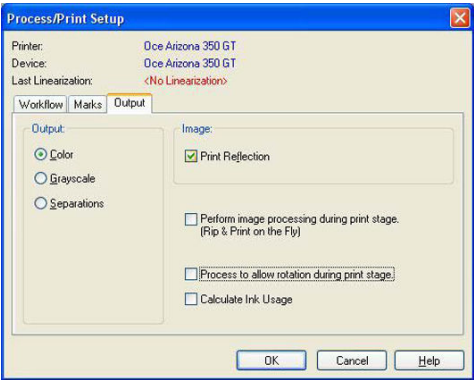 Process/Print Setup
Printer: Oce Arizona 350 GT
Device: Oce Arizona 350 GT
Last Linearization: <No Linearization>
Workflow Marks Output
Output:
Color
Grayscale
Separations
Image:
Print Reflection
Perform image processing during print stage.
(Rip & Print on the Fly)
Process to allow rotation during print stage.
Calculate Ink Usage
OK Cancel Help